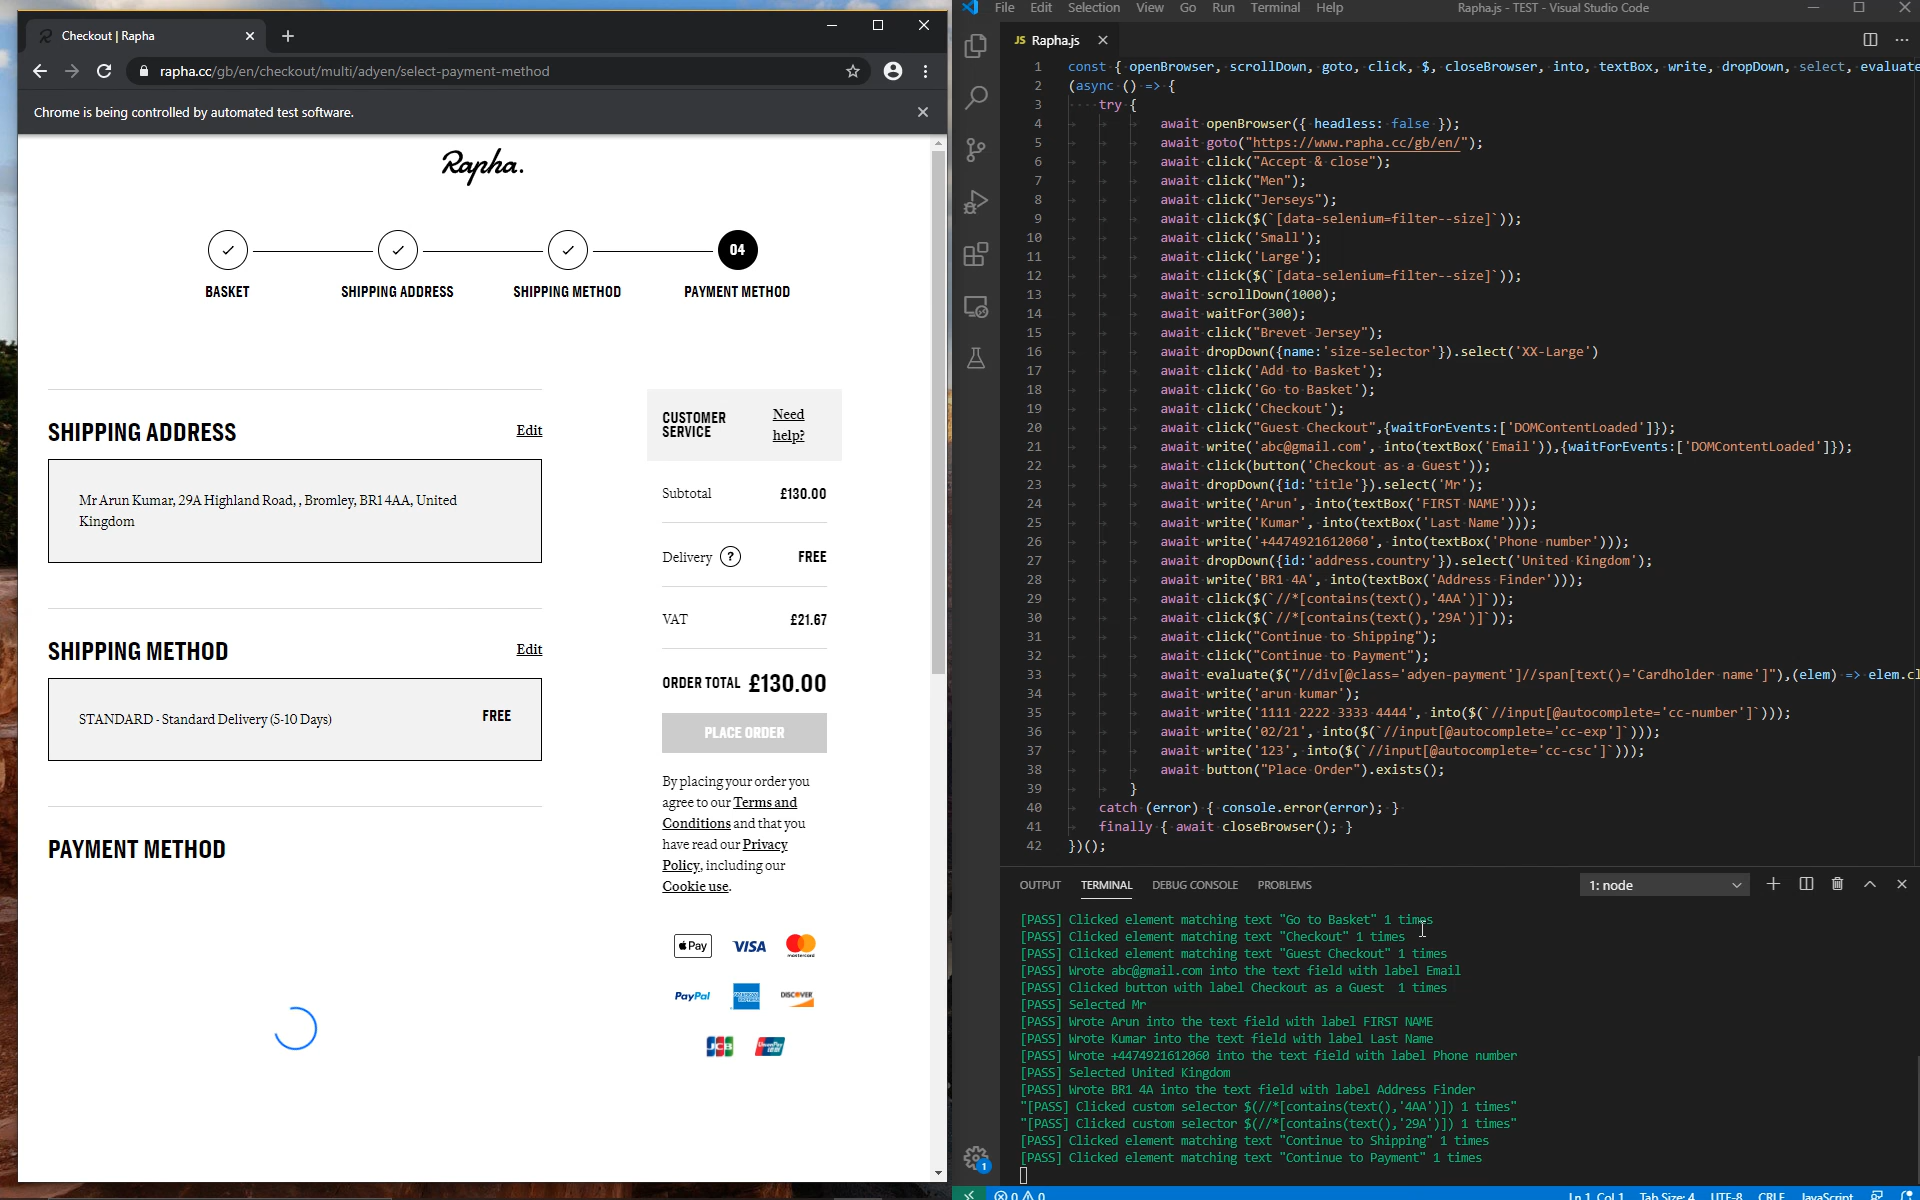 Checkout | Rapha
rapha.cc/gb/en/checkout/multi/adyen/select-payment-method
Chrome is being controlled by automated test software.
Rapha.
04
BASKET
SHIPPING ADDRESS
SHIPPING METHOD
PAYMENT METHOD
SHIPPING ADDRESS
Edit
Mr Arun Kumar, 29A Highland Road, , Bromley, BR1 4AA, United
Kingdom
SHIPPING METHOD
Edit
STANDARD - Standard Delivery (5-10 Days)
FREE
PAYMENT METHOD
CUSTOMER
SERVICE
Need
help?
Subtotal £130.00
Delivery ? FREE
VAT £21.67
ORDER TOTAL £130.00
PLACE ORDER
By placing your order you
agree to our Terms and
Conditions and that you
have read our Privacy
Policy, including our
Cookie use.
Pay VISA mastercard
PayPal AMERICAN EXPRESS DISCOVER
JCB UnionPay
File Edit Selection View Go Run Terminal Help
Rapha.js - TEST - Visual Studio Code
JS Rapha.js
1 const { openBrowser, scrollDown, goto, click, $, closeBrowser, into, textBox, write, dropDown, select, evaluate
2 (async () => {
3 try {
4 await openBrowser({ headless: false });
5 await goto("https://www.rapha.cc/gb/en/");
6 await click("Accept & close");
7 await click("Men");
8 await click("Jerseys");
9 await click($(`[data-selenium=filter--size]`));
10 await click('Small');
11 await click('Large');
12 await click($(`[data-selenium=filter--size]`));
13 await scrollDown(1000);
14 await waitFor(300);
15 await click("Brevet Jersey");
16 await dropDown({name:'size-selector'}).select('XX-Large')
17 await click('Add to Basket');
18 await click('Go to Basket');
19 await click('Checkout');
20 await click("Guest Checkout",{waitForEvents:['DOMContentLoaded']});
21 await write('abc@gmail.com', into(textBox('Email')),{waitForEvents:['DOMContentLoaded']});
22 await click(button('Checkout as a Guest'));
23 await dropDown({id:'title'}).select('Mr');
24 await write('Arun', into(textBox('FIRST NAME')));
25 await write('Kumar', into(textBox('Last Name')));
26 await write('+4474921612060', into(textBox('Phone number')));
27 await dropDown({id:'address.country'}).select('United Kingdom');
28 await write('BR1 4A', into(textBox('Address Finder')));
29 await click($(`//*[contains(text(),'4AA')]`));
30 await click($(`//*[contains(text(),'29A')]`));
31 await click("Continue to Shipping");
32 await click("Continue to Payment");
33 await evaluate($("//div[@class='adyen-payment']//span[text()='Cardholder name']"),(elem) => elem.cl
34 await write('arun kumar');
35 await write('1111 2222 3333 4444', into($(`//input[@autocomplete='cc-number']`)));
36 await write('02/21', into($(`//input[@autocomplete='cc-exp']`)));
37 await write('123', into($(`//input[@autocomplete='cc-csc']`)));
38 await button("Place Order").exists();
39 }
40 catch (error) { console.error(error); }
41 finally { await closeBrowser(); }
42 })();
OUTPUT TERMINAL DEBUG CONSOLE PROBLEMS
1: node
[PASS] Clicked element matching text "Go to Basket" 1 times
[PASS] Clicked element matching text "Checkout" 1 times
[PASS] Clicked element matching text "Guest Checkout" 1 times
[PASS] Wrote abc@gmail.com into the text field with label Email
[PASS] Clicked button with label Checkout as a Guest  1 times
[PASS] Selected Mr
[PASS] Wrote Arun into the text field with label FIRST NAME
[PASS] Wrote Kumar into the text field with label Last Name
[PASS] Wrote +4474921612060 into the text field with label Phone number
[PASS] Selected United Kingdom
[PASS] Wrote BR1 4A into the text field with label Address Finder
"[PASS] Clicked custom selector $(//*[contains(text(),'4AA')]) 1 times"
"[PASS] Clicked custom selector $(//*[contains(text(),'29A')]) 1 times"
[PASS] Clicked element matching text "Continue to Shipping" 1 times
[PASS] Clicked element matching text "Continue to Payment" 1 times
1
0 0 Ln 1, Col 1 Tab Size: 4 UTF-8 CRLF JavaScript